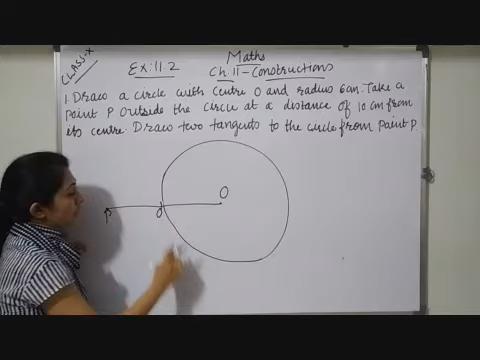 CLASS-X
Maths
Ex:11.2
Ch 11 - Constructions
1. Draw a circle with centre O and radius 6cm. Take a
point P outside the circle at a distance of 10 cm from
its centre. Draw two tangents to the circle from point P.
O
P